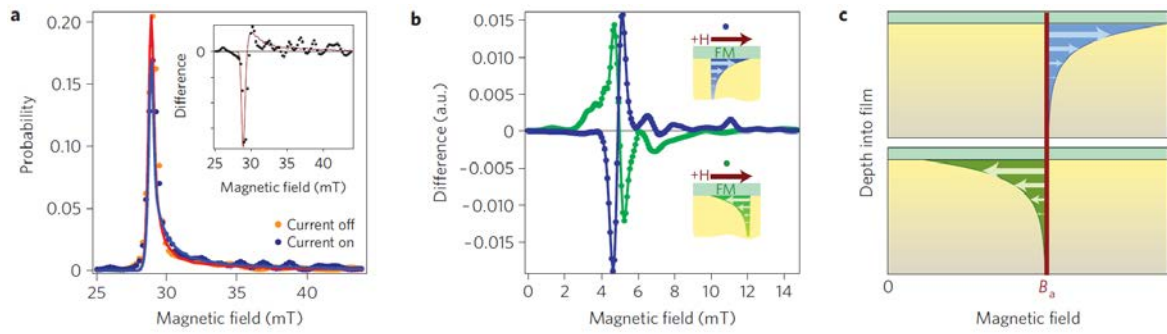 a
0.20
0.15
0.10
0.05
0
Probability
25 30 35 40
Magnetic field (mT)
Difference
0
25 30 35 40
Magnetic field (mT)
Current off
Current on
b
0.015
0.010
0.005
0
-0.005
-0.010
-0.015
Difference (a.u.)
0 2 4 6 8 10 12 14
Magnetic field (mT)
+H
FM
+H
FM
c
Depth into film
0
Ba
Magnetic field